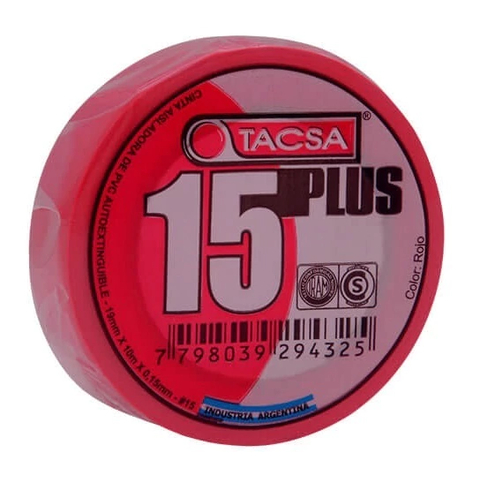 TACSA®
15 PLUS
CINTA AISLADORA DE PVC AUTOEXTINGUIBLE - 19mm X 10m X 0,15mm - #15
IRAM
S
Color: Rojo
7 798039 294325
INDUSTRIA ARGENTINA